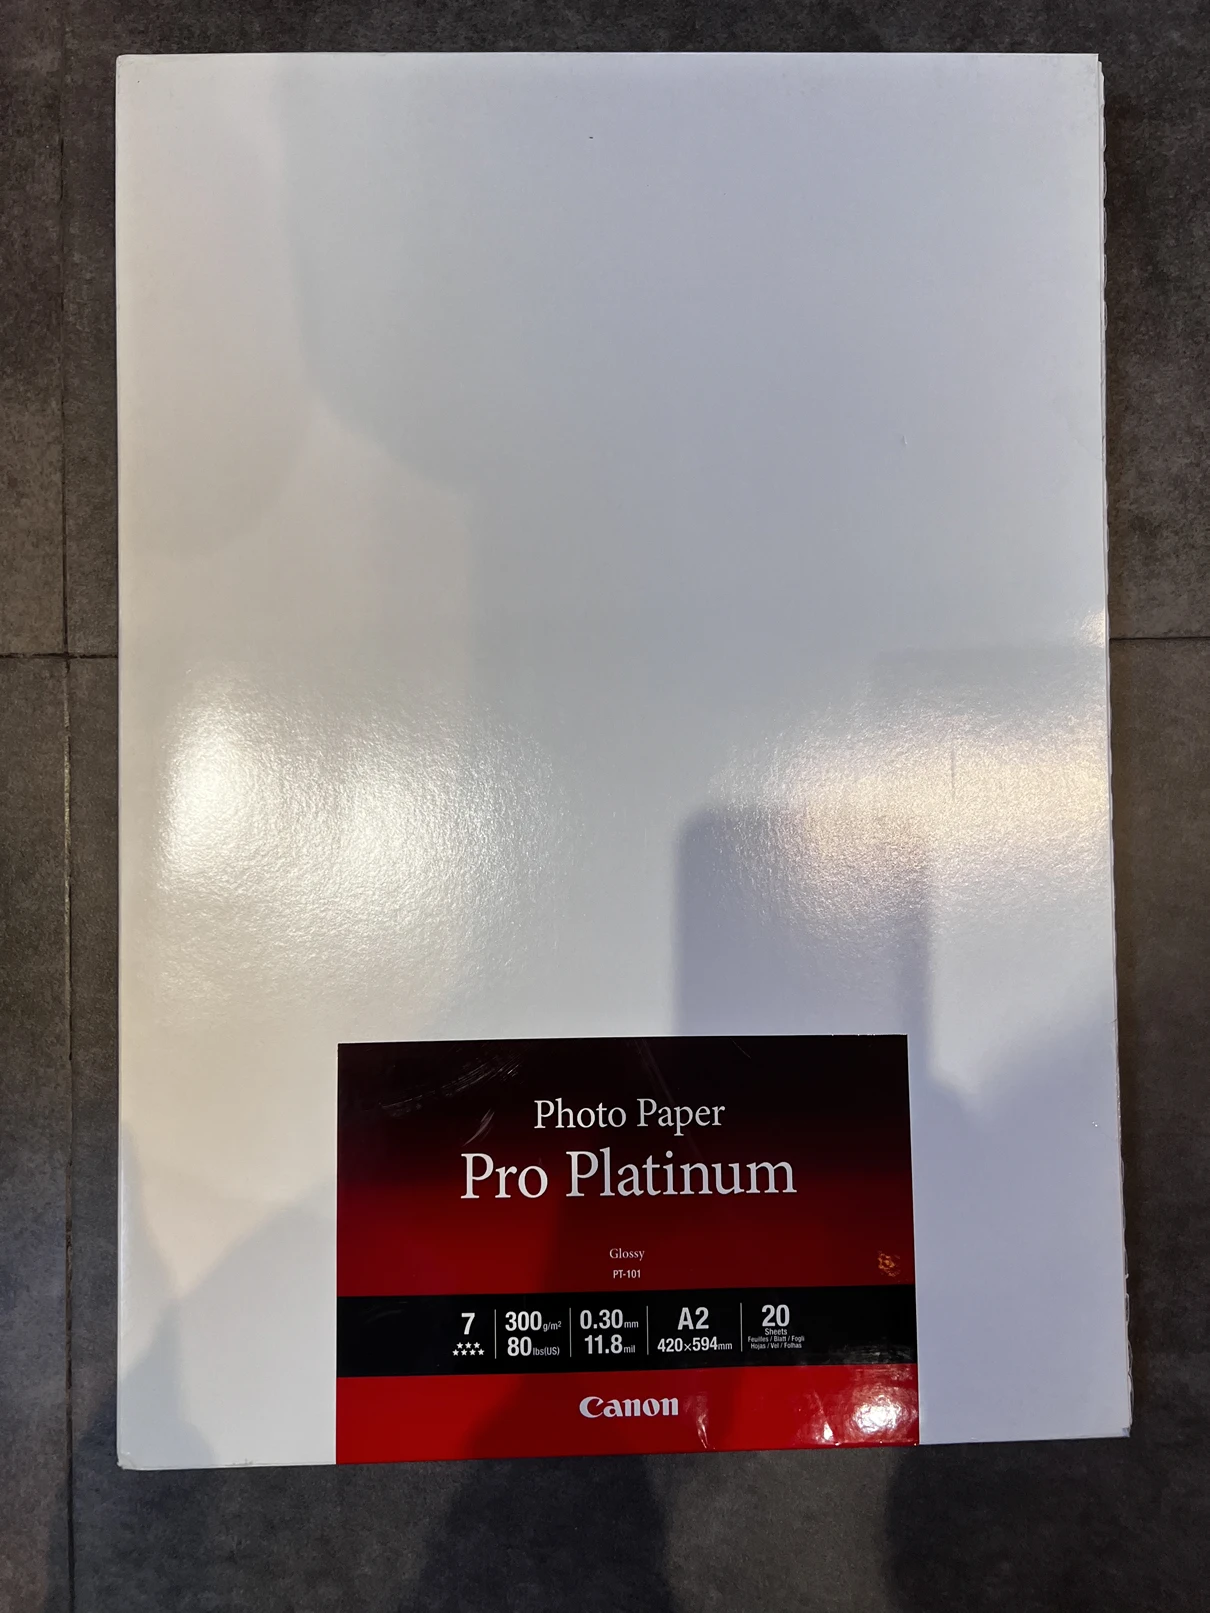 Photo Paper
Pro Platinum
Glossy
PT-101
7
★★★
★★★★
300g/m²
80lbs(US)
0.30mm
11.8mil
A2
420×594mm
20
Sheets
Feuilles / Blatt / Fogli
Hojas / Vel / Folhas
Canon